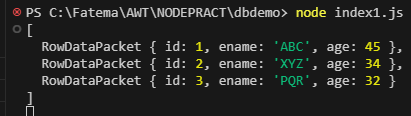 PS C:\Fatema\AWT\NODEPRACT\dbdemo> node index1.js
[
  RowDataPacket { id: 1, ename: 'ABC', age: 45 },
  RowDataPacket { id: 2, ename: 'XYZ', age: 34 },
  RowDataPacket { id: 3, ename: 'PQR', age: 32 }
]